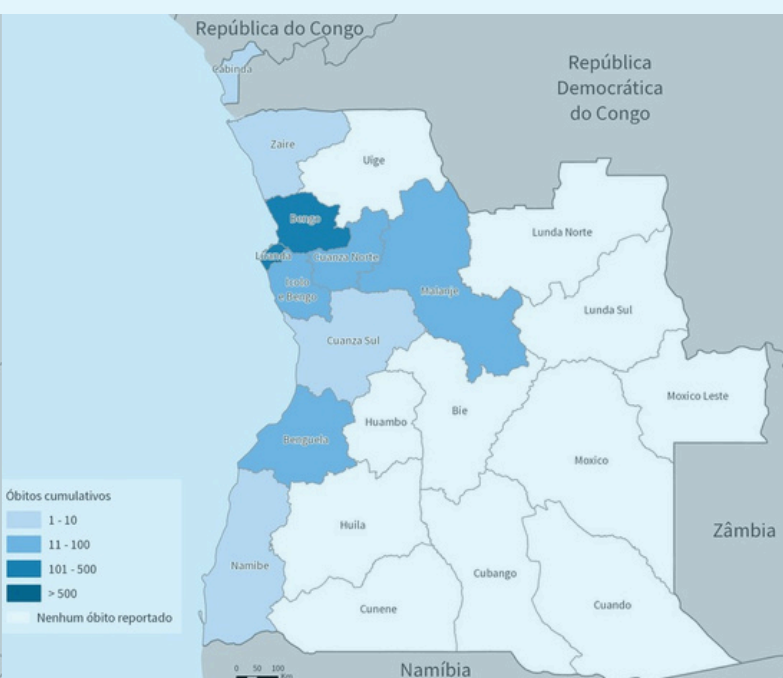 República do Congo
Cabinda
República
Democrática
do Congo
Zaire
Uíge
Bengo
Lunda Norte
Luanda
Cuanza Norte
Icolo
e Bengo
Malanje
Lunda Sul
Cuanza Sul
Moxico Leste
Huambo
Bie
Benguela
Moxico
Óbitos cumulativos
1 - 10
11 - 100
101 - 500
> 500
Nenhum óbito reportado
Huila
Zâmbia
Namibe
Cubango
Cunene
Cuando
0 50 100
Km
Namíbia